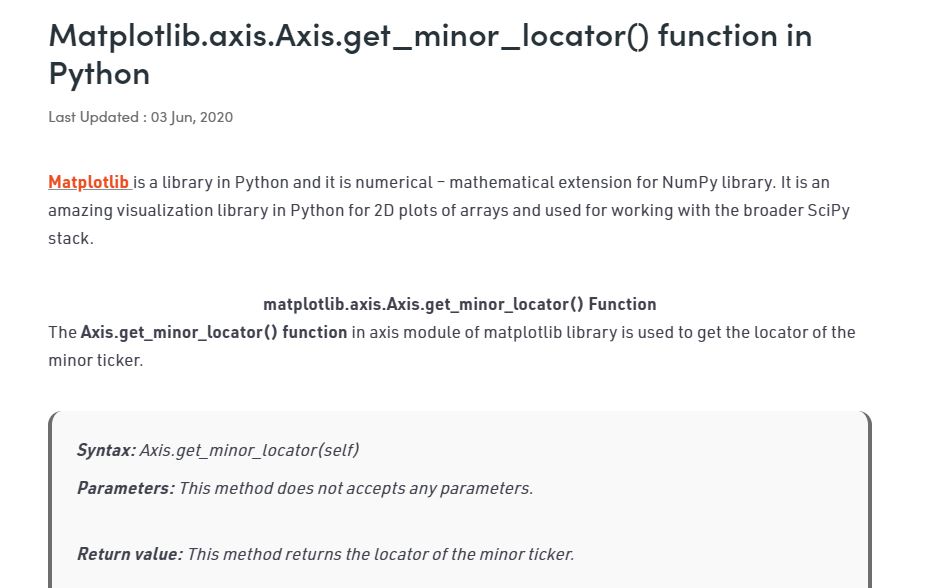 Matplotlib.axis.Axis.get_minor_locator() function in
Python
Last Updated : 03 Jun, 2020
Matplotlib is a library in Python and it is numerical – mathematical extension for NumPy library. It is an
amazing visualization library in Python for 2D plots of arrays and used for working with the broader SciPy
stack.
matplotlib.axis.Axis.get_minor_locator() Function
The Axis.get_minor_locator() function in axis module of matplotlib library is used to get the locator of the
minor ticker.
Syntax: Axis.get_minor_locator(self)
Parameters: This method does not accepts any parameters.
Return value: This method returns the locator of the minor ticker.